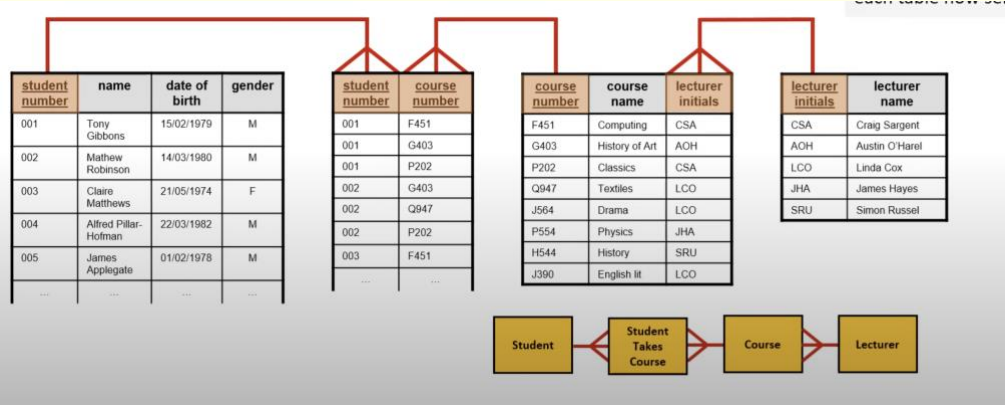 student number name date of birth gender
001 Tony Gibbons 15/02/1979 M
002 Mathew Robinson 14/03/1980 M
003 Claire Matthews 21/05/1974 F
004 Alfred Pillar-Hofman 22/03/1982 M
005 James Applegate 01/02/1978 M
... ... ... ...
student number course number
001 F451
001 G403
001 P202
002 G403
002 Q947
002 P202
003 F451
... ...
course number course name lecturer initials
F451 Computing CSA
G403 History of Art AOH
P202 Classics CSA
Q947 Textiles LCO
J564 Drama LCO
P554 Physics JHA
H544 History SRU
J390 English lit LCO
lecturer initials lecturer name
CSA Craig Sargent
AOH Austin O'Harel
LCO Linda Cox
JHA James Hayes
SRU Simon Russel
Student
Student Takes Course
Course
Lecturer